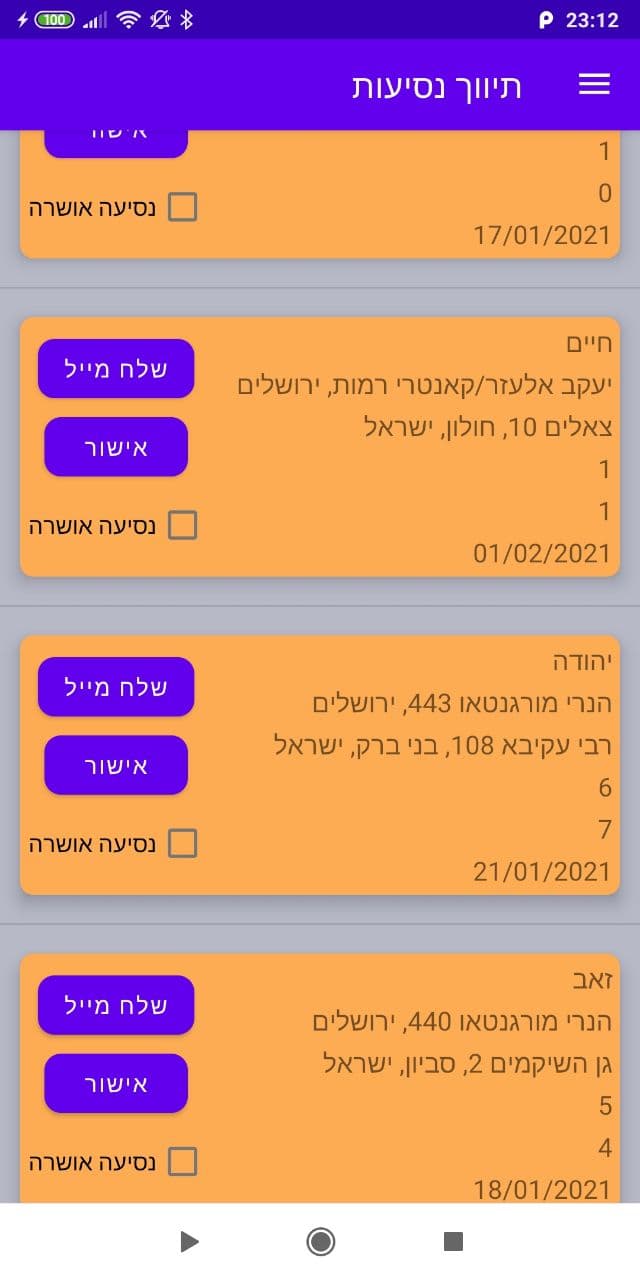 100
23:12
תיווך נסיעות
אישור
1
0
נסיעה אושרה
17/01/2021
חיים
שלח מייל
יעקב אלעזר/קאנטרי רמות, ירושלים
צאלים 10, חולון, ישראל
אישור
1
1
נסיעה אושרה
01/02/2021
יהודה
שלח מייל
הנרי מורגנטאו 443, ירושלים
רבי עקיבא 108, בני ברק, ישראל
אישור
6
7
נסיעה אושרה
21/01/2021
זאב
שלח מייל
הנרי מורגנטאו 440, ירושלים
גן השיקמים 2, סביון, ישראל
אישור
5
4
נסיעה אושרה
18/01/2021